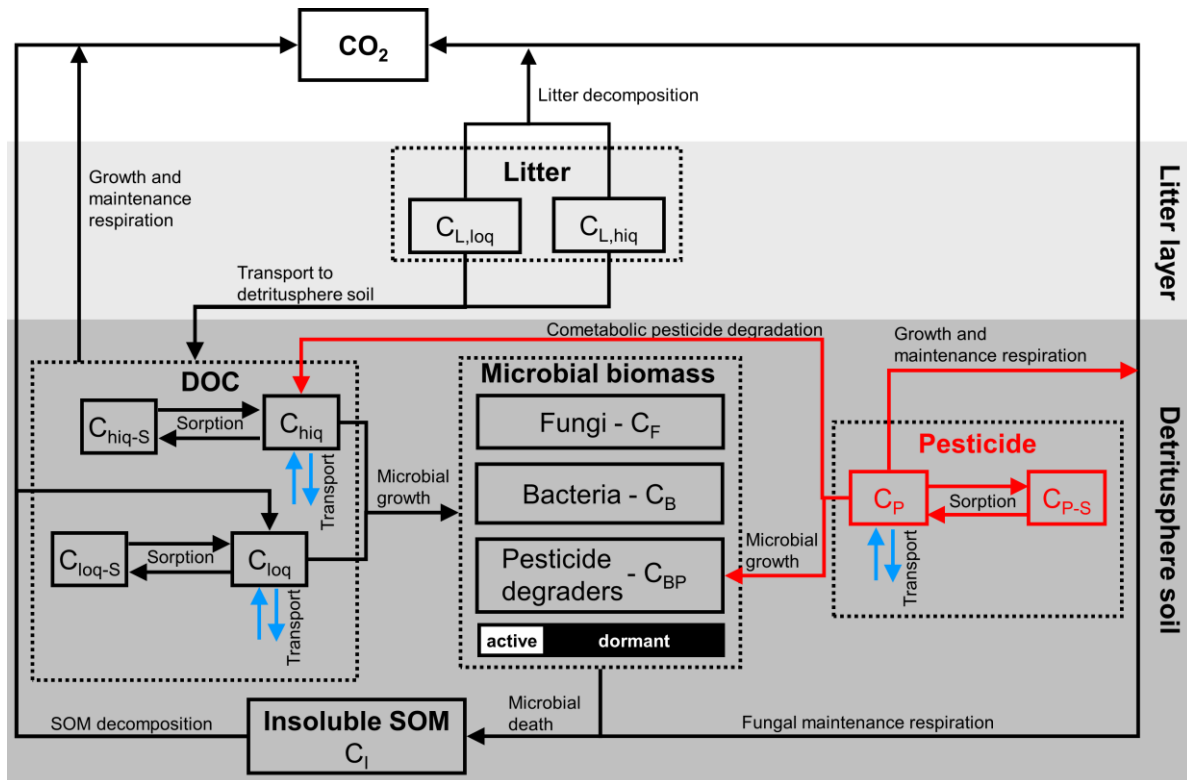 CO2
Litter decomposition
Growth and
maintenance
respiration
Litter
CL,loq
CL,hiq
Litter layer
Transport to
detritusphere soil
Cometabolic pesticide degradation
Growth and
maintenance respiration
DOC
Chiq-S
Sorption
Chiq
Transport
Cloq-S
Sorption
Cloq
Transport
Microbial
growth
Microbial biomass
Fungi - CF
Bacteria - CB
Pesticide
degraders - CBP
active
dormant
Microbial
growth
Pesticide
CP
Sorption
CP-S
Transport
Detritusphere soil
SOM decomposition
Insoluble SOM
CI
Microbial
death
Fungal maintenance respiration